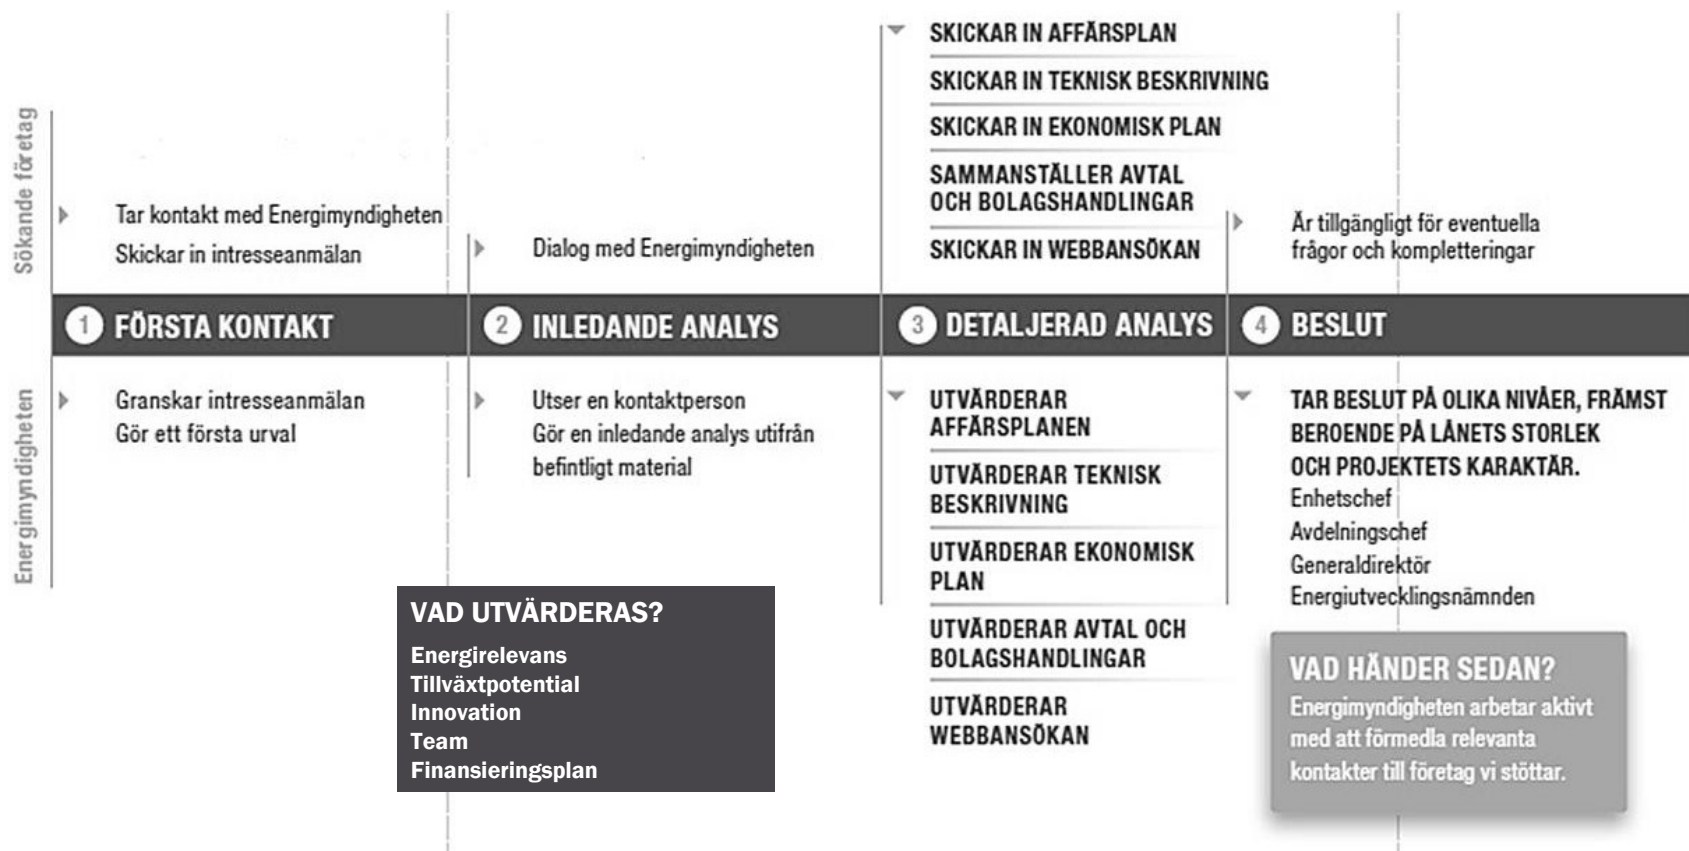 Sökande företag
Tar kontakt med Energimyndigheten
Skickar in intresseanmälan
Dialog med Energimyndigheten
SKICKAR IN AFFÄRSPLAN
SKICKAR IN TEKNISK BESKRIVNING
SKICKAR IN EKONOMISK PLAN
SAMMANSTÄLLER AVTAL
OCH BOLAGSHANDLINGAR
SKICKAR IN WEBBANSÖKAN
Är tillgängligt för eventuella
frågor och kompletteringar
1 FÖRSTA KONTAKT
2 INLEDANDE ANALYS
3 DETALJERAD ANALYS
4 BESLUT
Energimyndigheten
Granskar intresseanmälan
Gör ett första urval
Utser en kontaktperson
Gör en inledande analys utifrån
befintligt material
UTVÄRDERAR
AFFÄRSPLANEN
UTVÄRDERAR TEKNISK
BESKRIVNING
UTVÄRDERAR EKONOMISK
PLAN
UTVÄRDERAR AVTAL OCH
BOLAGSHANDLINGAR
UTVÄRDERAR
WEBBANSÖKAN
TAR BESLUT PÅ OLIKA NIVÅER, FRÄMST
BEROENDE PÅ LÅNETS STORLEK
OCH PROJEKTETS KARAKTÄR.
Enhetschef
Avdelningschef
Generaldirektör
Energiutvecklingsnämnden
VAD UTVÄRDERAS?
Energirelevans
Tillväxtpotential
Innovation
Team
Finansieringsplan
VAD HÄNDER SEDAN?
Energimyndigheten arbetar aktivt
med att förmedla relevanta
kontakter till företag vi stöttar.